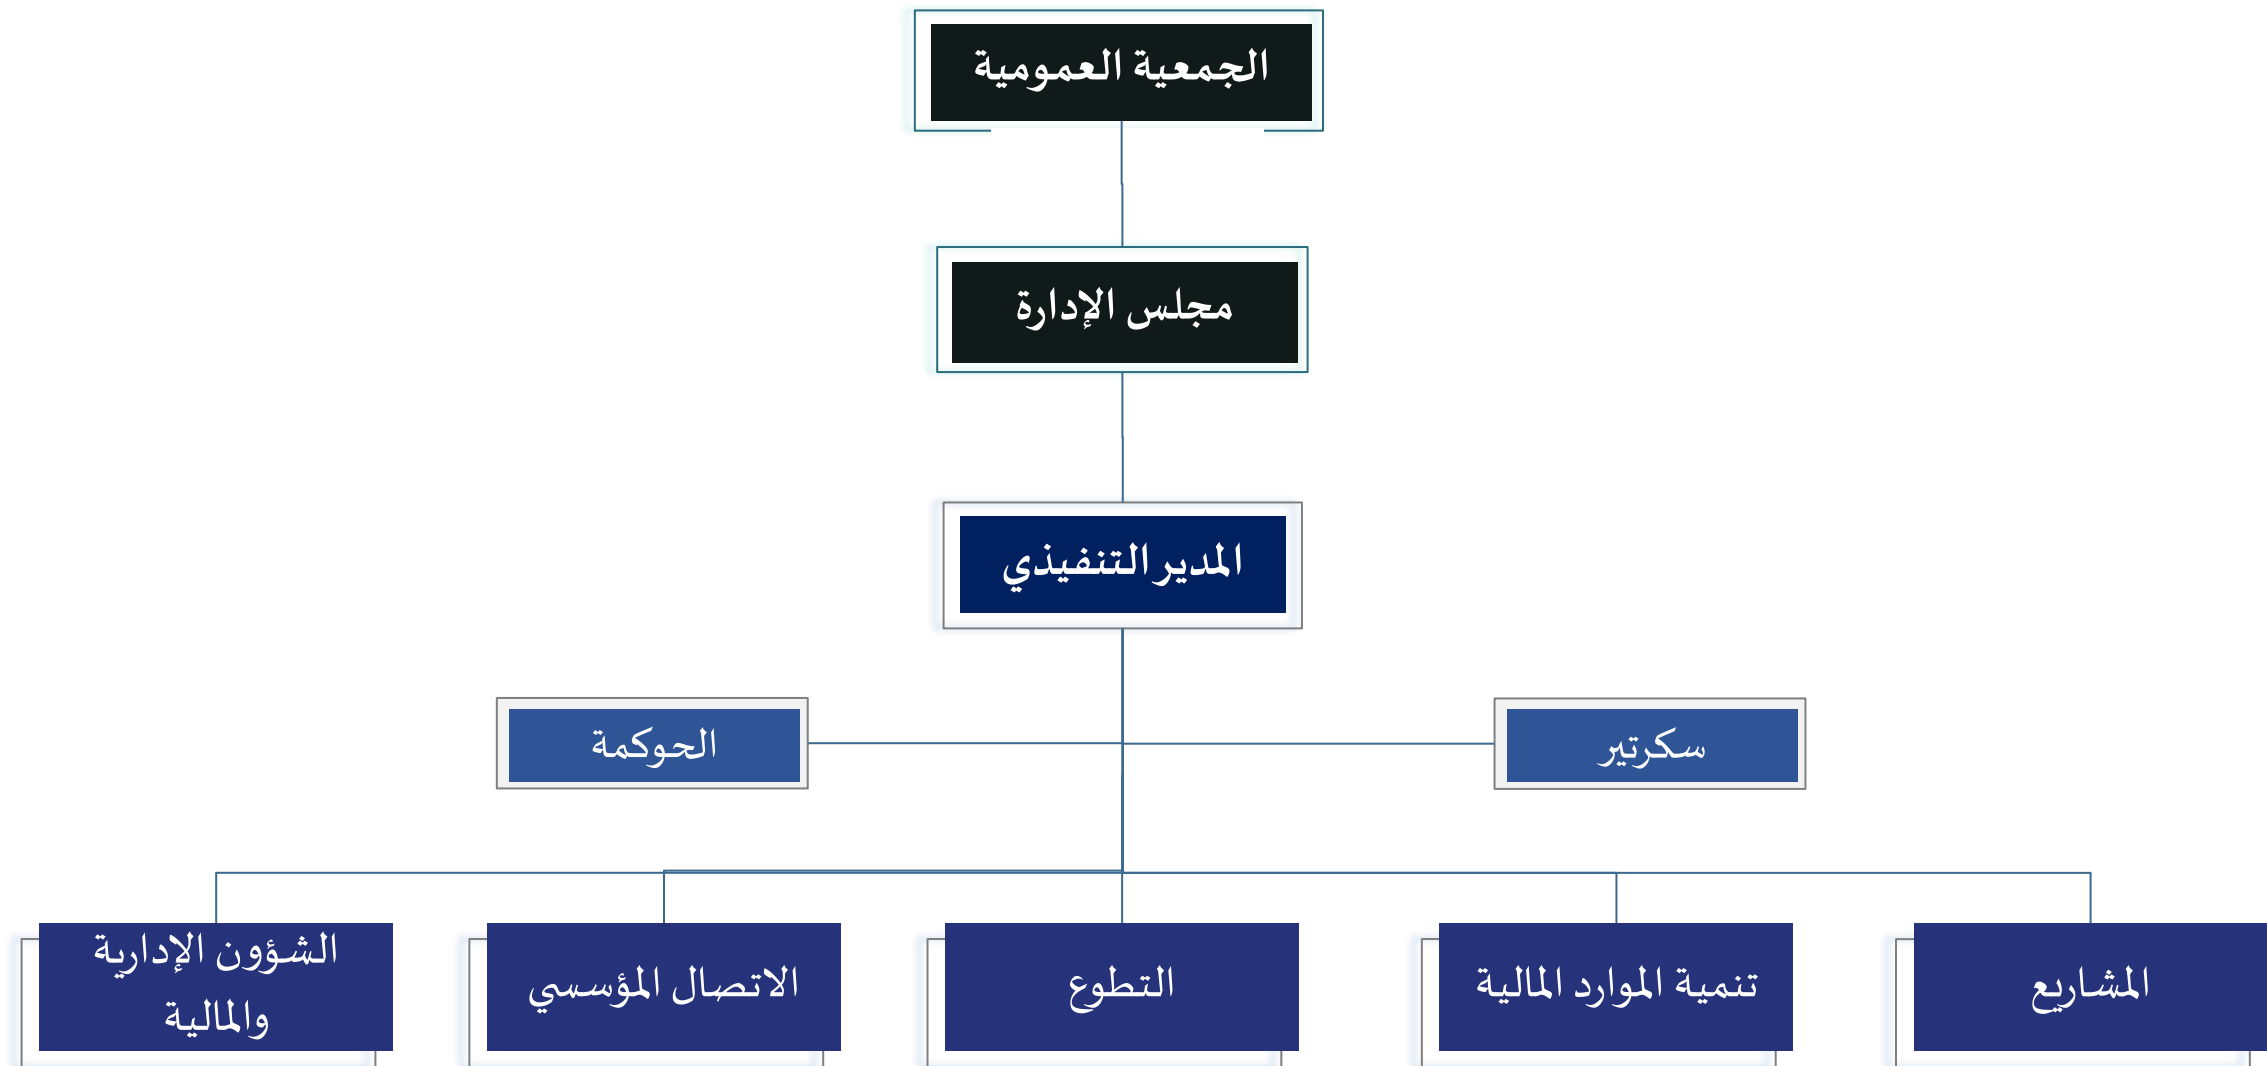 الجمعية العمومية
مجلس الإدارة
المدير التنفيذي
سكرتير
الحوكمة
المشاريع
تنمية الموارد المالية
التطوع
الاتصال المؤسسي
الشؤون الإدارية
والمالية